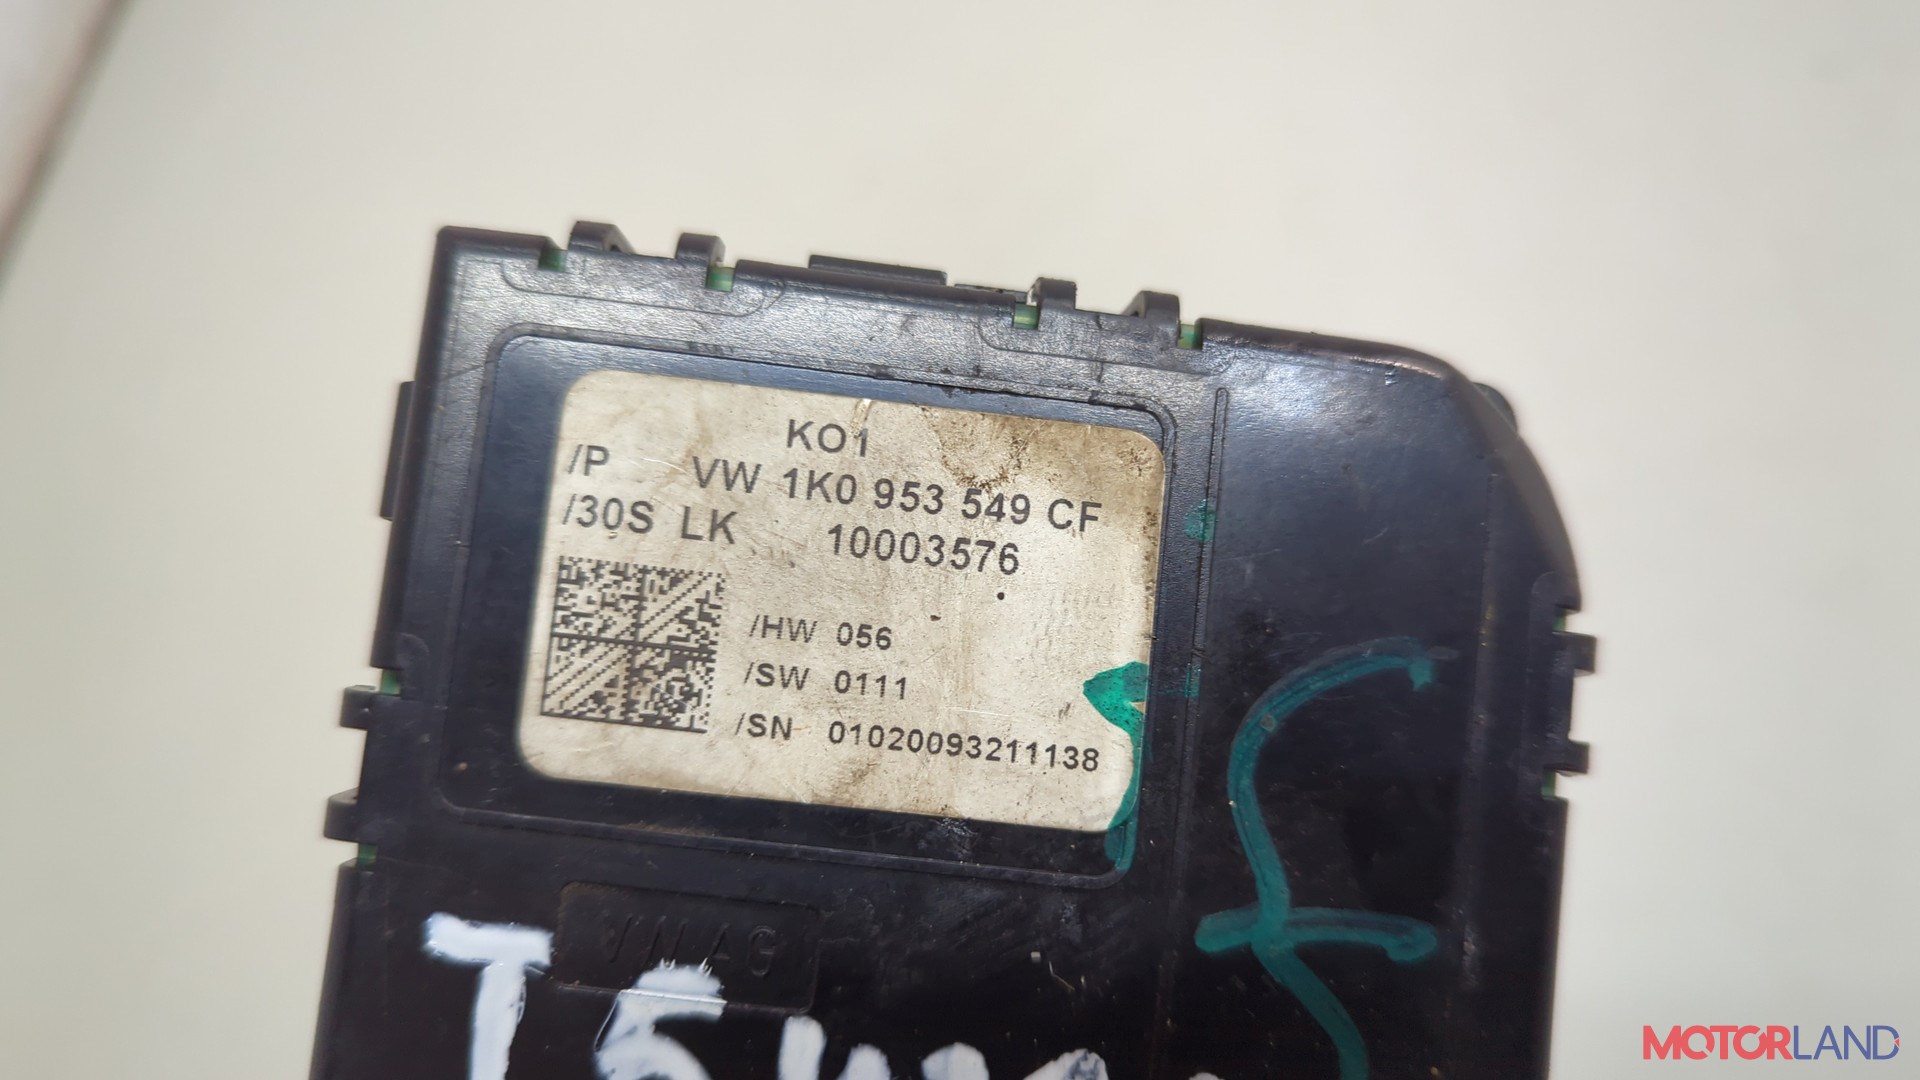 KO1
/P VW 1K0 953 549 CF
/30S LK 10003576
/HW 056
/SW 0111
/SN 01020093211138
MOTORLAND